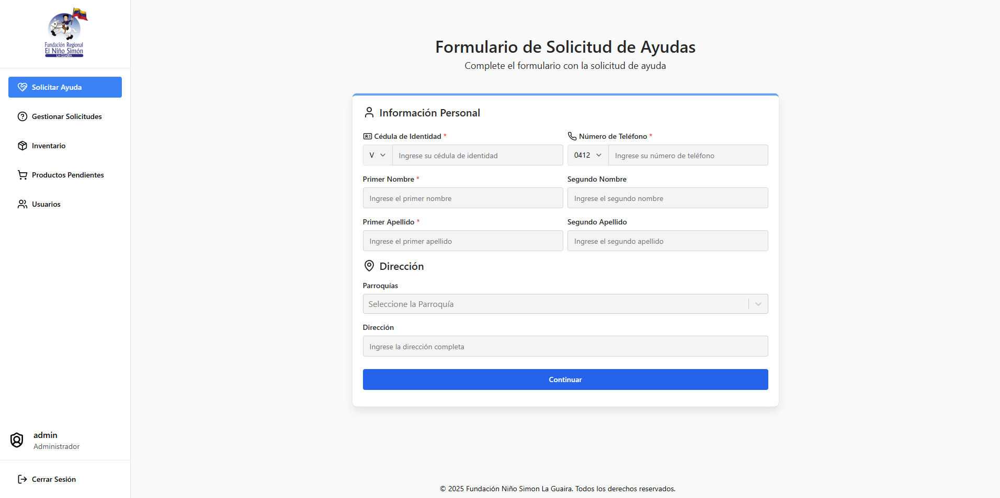 Fundación Regional
El Niño Simón
LA GUAIRA
Solicitar Ayuda
Gestionar Solicitudes
Inventario
Productos Pendientes
Usuarios
admin
Administrador
Cerrar Sesión
Formulario de Solicitud de Ayudas
Complete el formulario con la solicitud de ayuda
Información Personal
Cédula de Identidad *
V
Ingrese su cédula de identidad
Número de Teléfono *
0412
Ingrese su número de teléfono
Primer Nombre *
Ingrese el primer nombre
Segundo Nombre
Ingrese el segundo nombre
Primer Apellido *
Ingrese el primer apellido
Segundo Apellido
Ingrese el segundo apellido
Dirección
Parroquías
Seleccione la Parroquía
Dirección
Ingrese la dirección completa
Continuar
© 2025 Fundación Niño Simon La Guaira. Todos los derechos reservados.